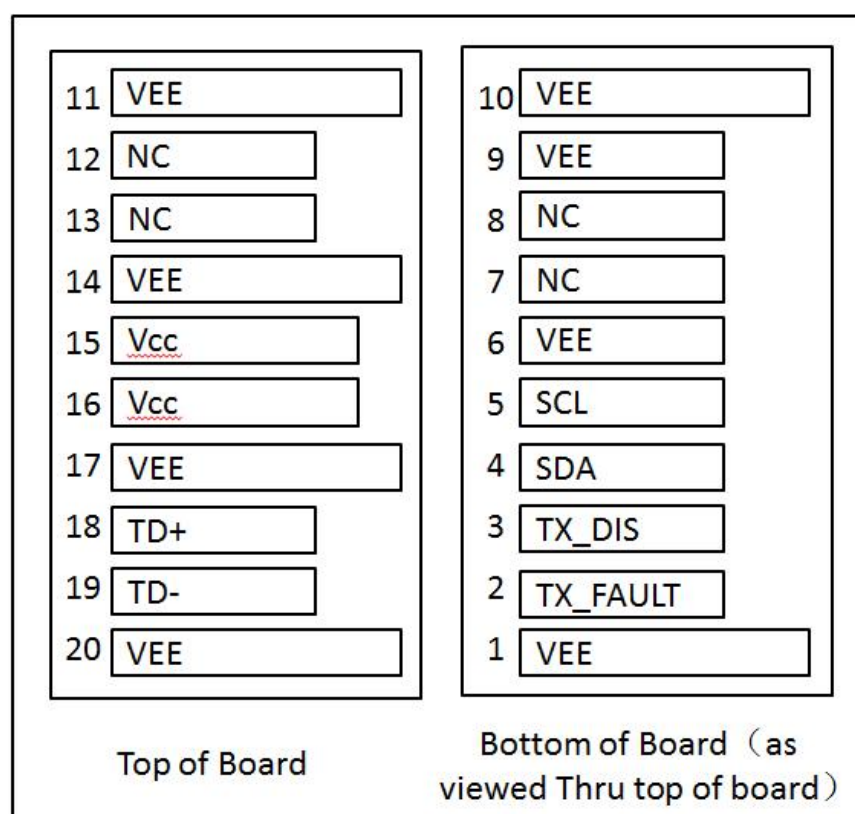 11 VEE
12 NC
13 NC
14 VEE
15 Vcc
16 Vcc
17 VEE
18 TD+
19 TD-
20 VEE
Top of Board
10 VEE
9 VEE
8 NC
7 NC
6 VEE
5 SCL
4 SDA
3 TX_DIS
2 TX_FAULT
1 VEE
Bottom of Board（as
viewed Thru top of board）